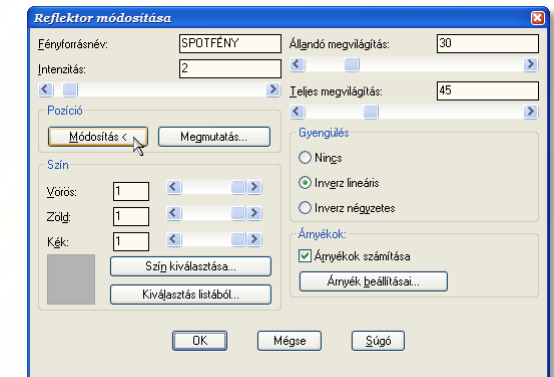 Reflektor módosítása
Fényforrásnév: SPOTFÉNY
Intenzitás: 2
Pozíció
Módosítás <
Megmutatás...
Szín
Vörös: 1
Zöld: 1
Kék: 1
Szín kiválasztása...
Kiválasztás listából...
Állandó megvilágítás: 30
Teljes megvilágítás: 45
Gyengülés
Nincs
Inverz lineáris
Inverz négyzetes
Árnyékok:
Árnyékok számítása
Árnyék beállításai...
OK
Mégse
Súgó